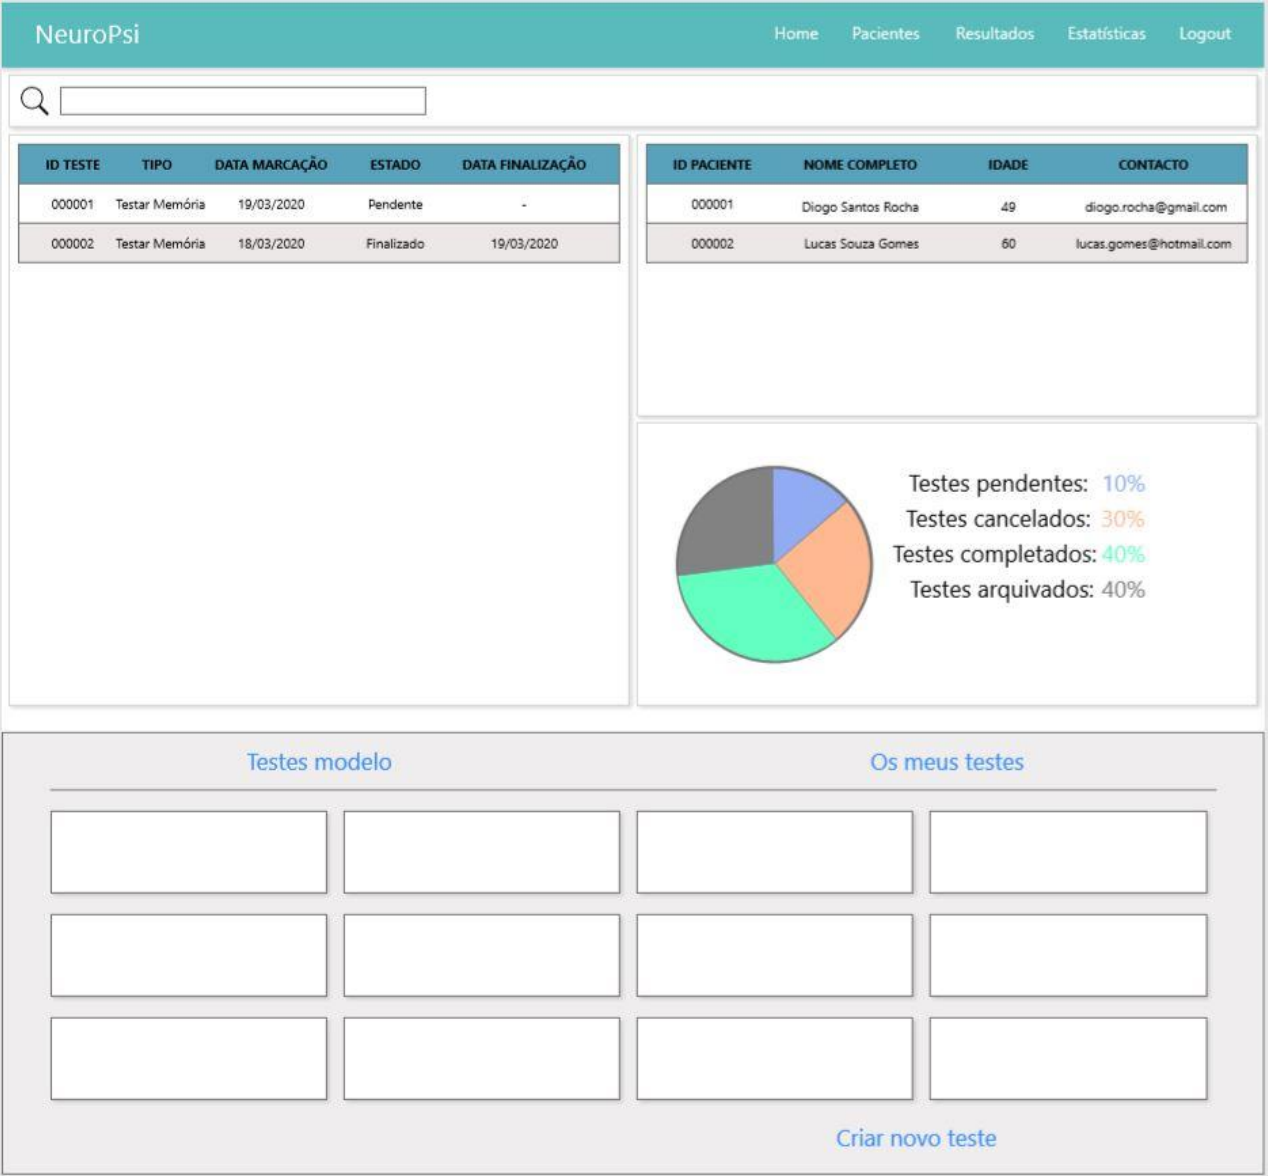 NeuroPsi Home Pacientes Resultados Estatísticas Logout
ID TESTE TIPO DATA MARCAÇÃO ESTADO DATA FINALIZAÇÃO
000001 Testar Memória 19/03/2020 Pendente -
000002 Testar Memória 18/03/2020 Finalizado 19/03/2020
ID PACIENTE NOME COMPLETO IDADE CONTACTO
000001 Diogo Santos Rocha 49 diogo.rocha@gmail.com
000002 Lucas Souza Gomes 60 lucas.gomes@hotmail.com
Testes pendentes: 10%
Testes cancelados: 30%
Testes completados: 40%
Testes arquivados: 40%
Testes modelo Os meus testes
Criar novo teste